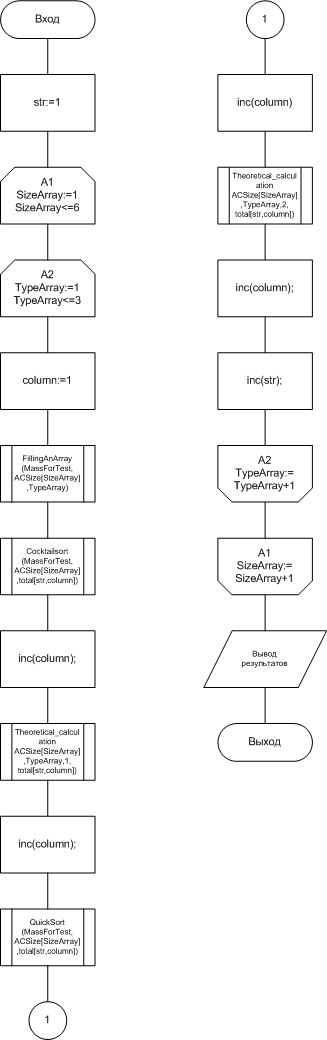 Вход
str:=1
A1
SizeArray:=1
SizeArray<=6
A2
TypeArray:=1
TypeArray<=3
column:=1
FillingAnArray
(MassForTest,
ACSize[SizeArray]
,TypeArray)
Cocktailsort
(MassForTest,
ACSize[SizeArray]
,total[str,column])
inc(column);
Theoretical_calcul
ation
ACSize[SizeArray]
,TypeArray,1,
total[str,column])
inc(column);
QuickSort
(MassForTest,
ACSize[SizeArray]
,total[str,column])
1
1
inc(column)
Theoretical_calcul
ation
ACSize[SizeArray]
,TypeArray,2,
total[str,column])
inc(column);
inc(str);
A2
TypeArray:=
TypeArray+1
A1
SizeArray:=
SizeArray+1
Вывод
результатов
Выход